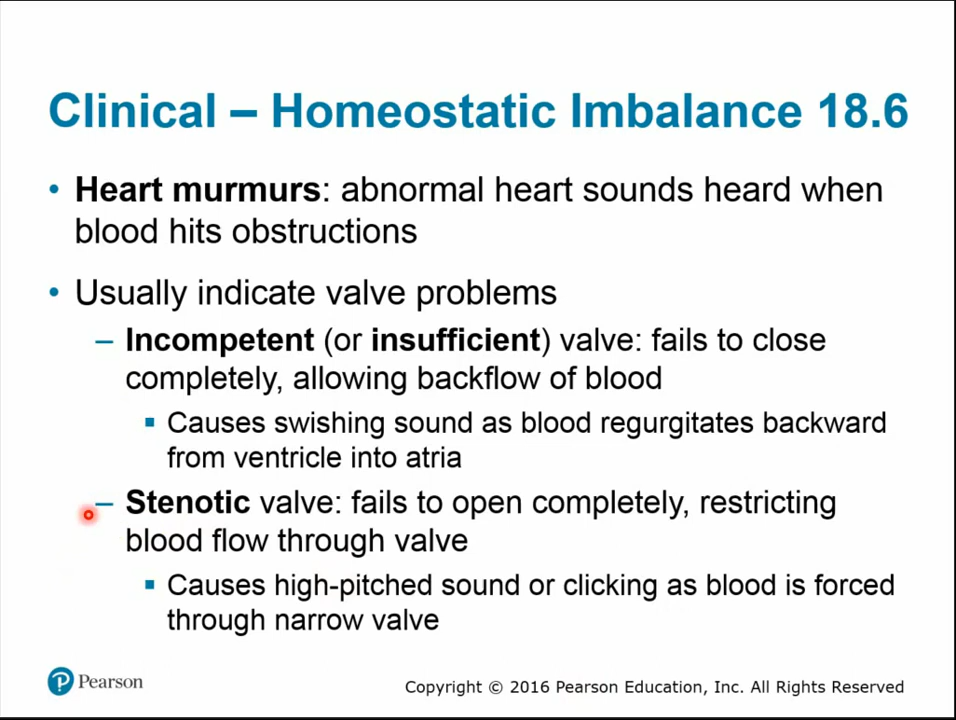 Clinical – Homeostatic Imbalance 18.6
• Heart murmurs: abnormal heart sounds heard when
blood hits obstructions
• Usually indicate valve problems
– Incompetent (or insufficient) valve: fails to close
completely, allowing backflow of blood
▪ Causes swishing sound as blood regurgitates backward
from ventricle into atria
– Stenotic valve: fails to open completely, restricting
blood flow through valve
▪ Causes high-pitched sound or clicking as blood is forced
through narrow valve
P Pearson
Copyright © 2016 Pearson Education, Inc. All Rights Reserved